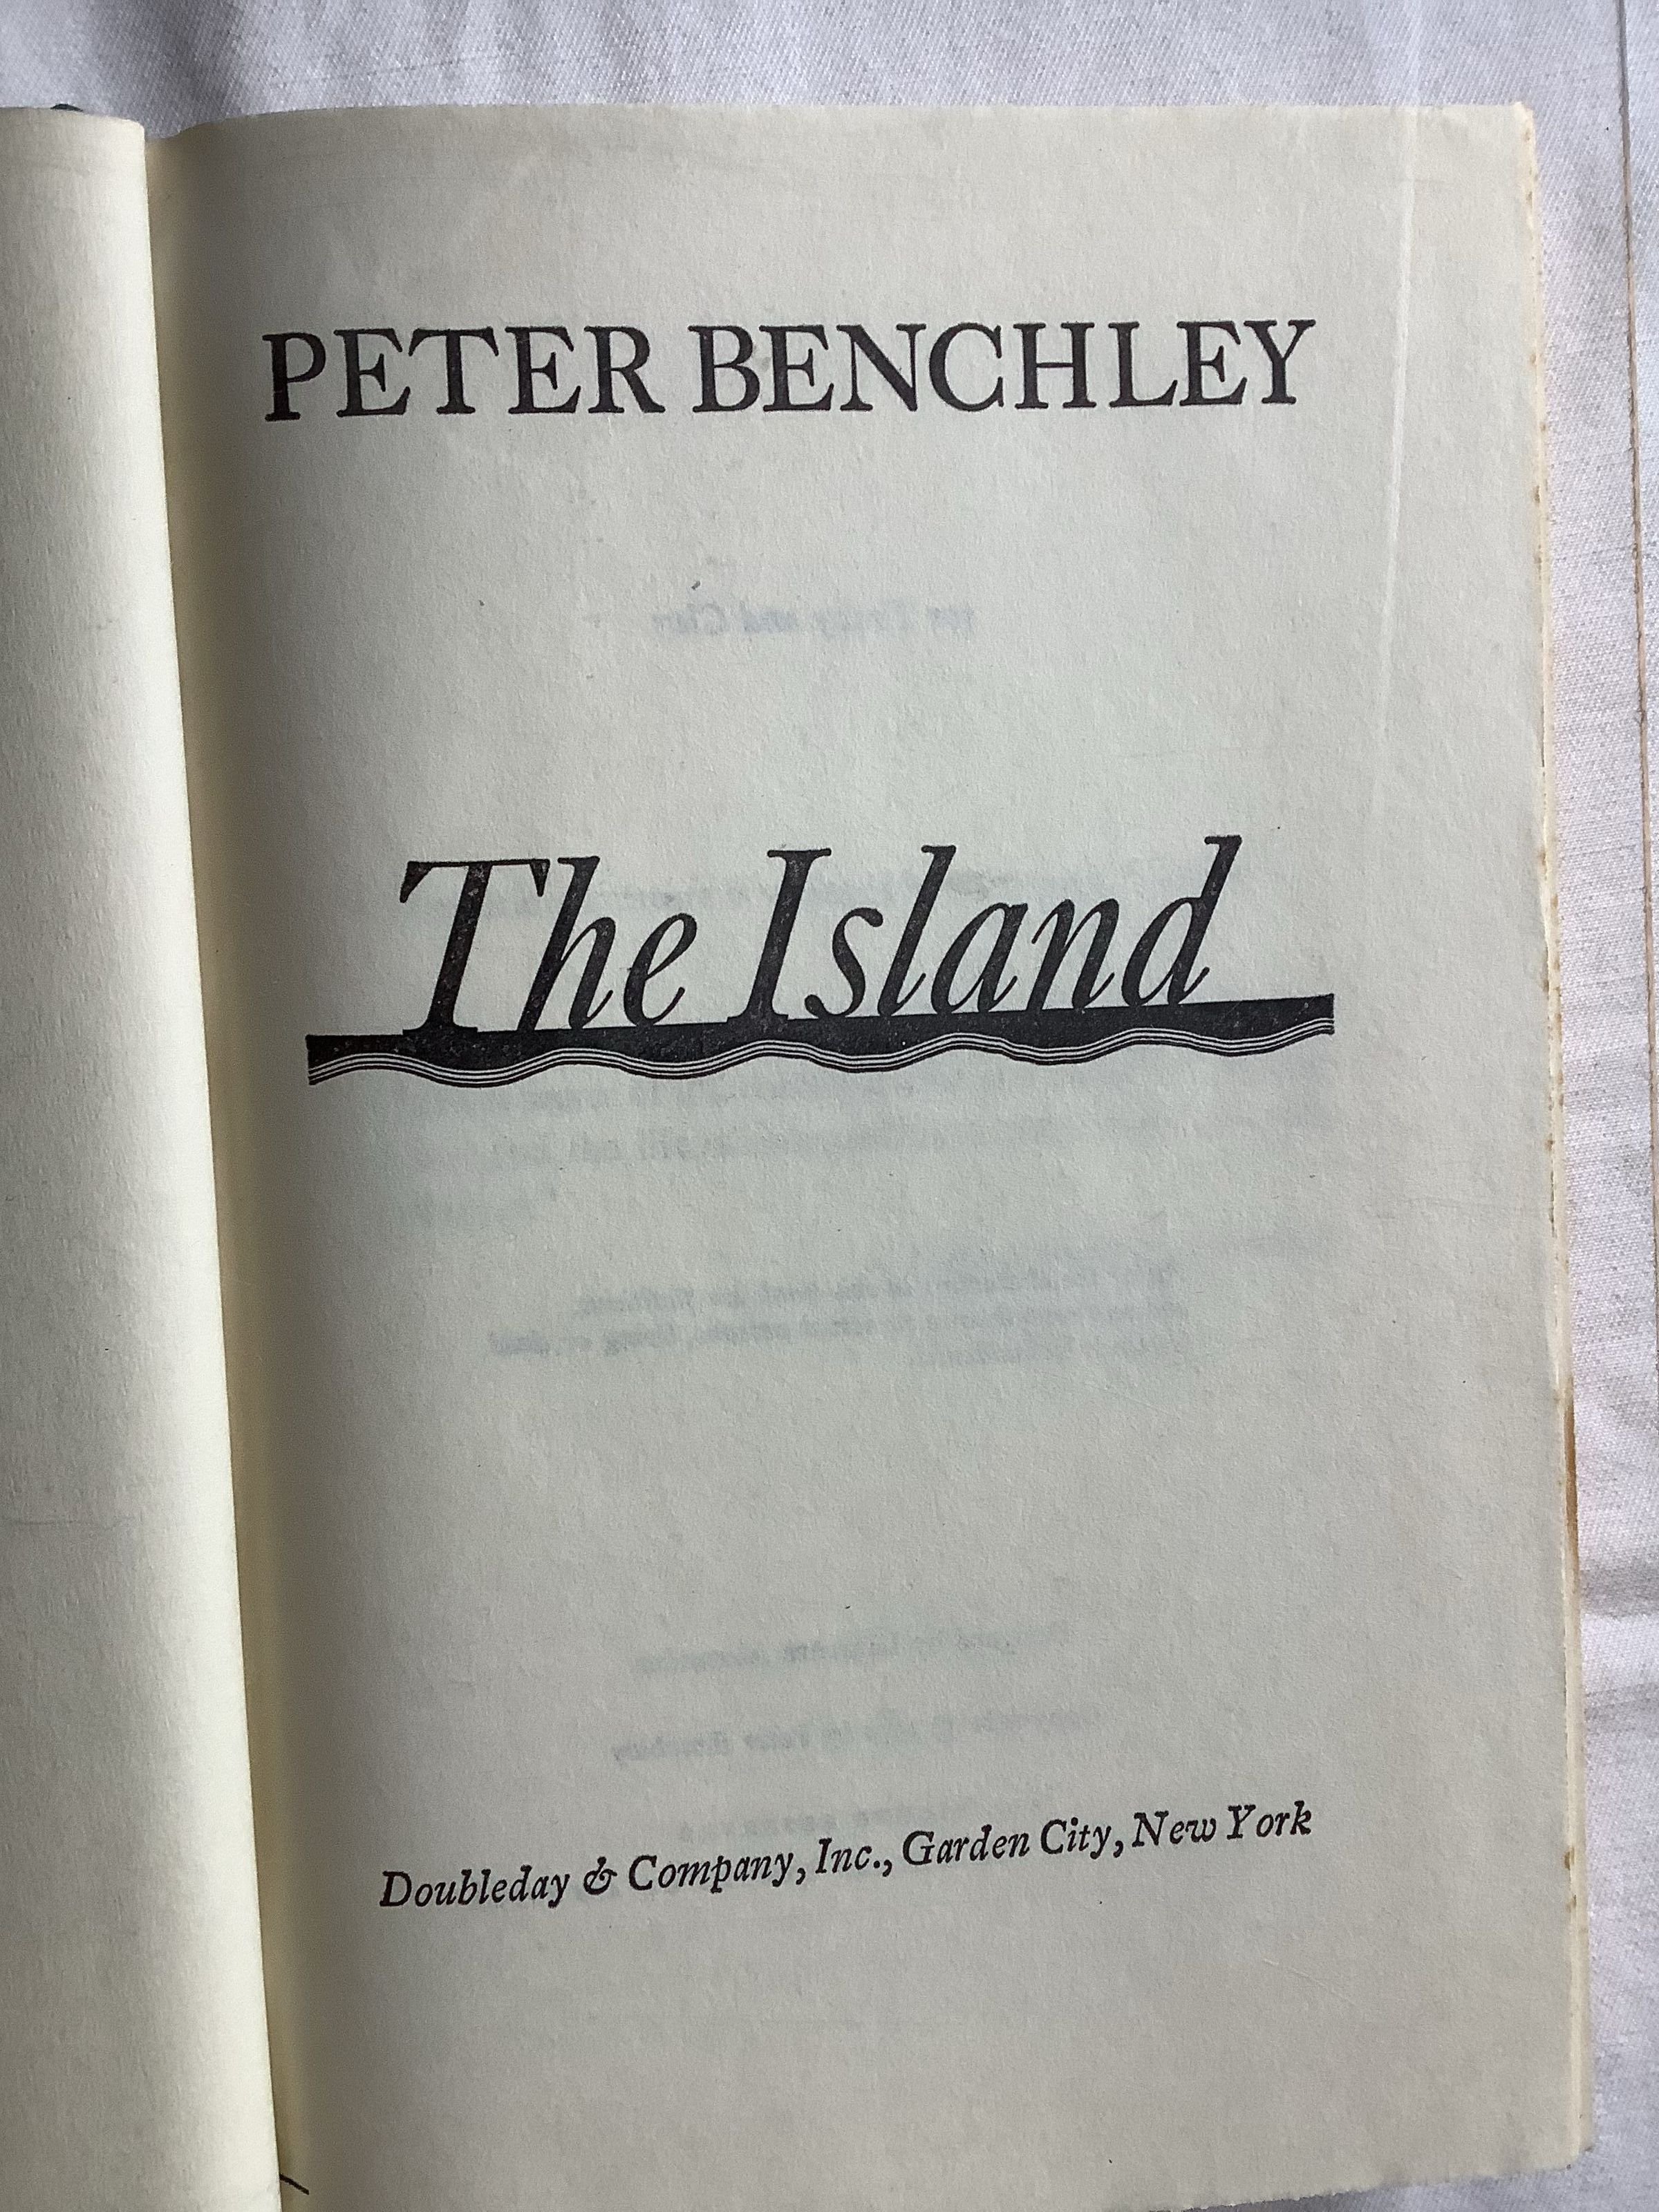 PETER BENCHLEY
The Island
Doubleday & Company, Inc., Garden City, New York